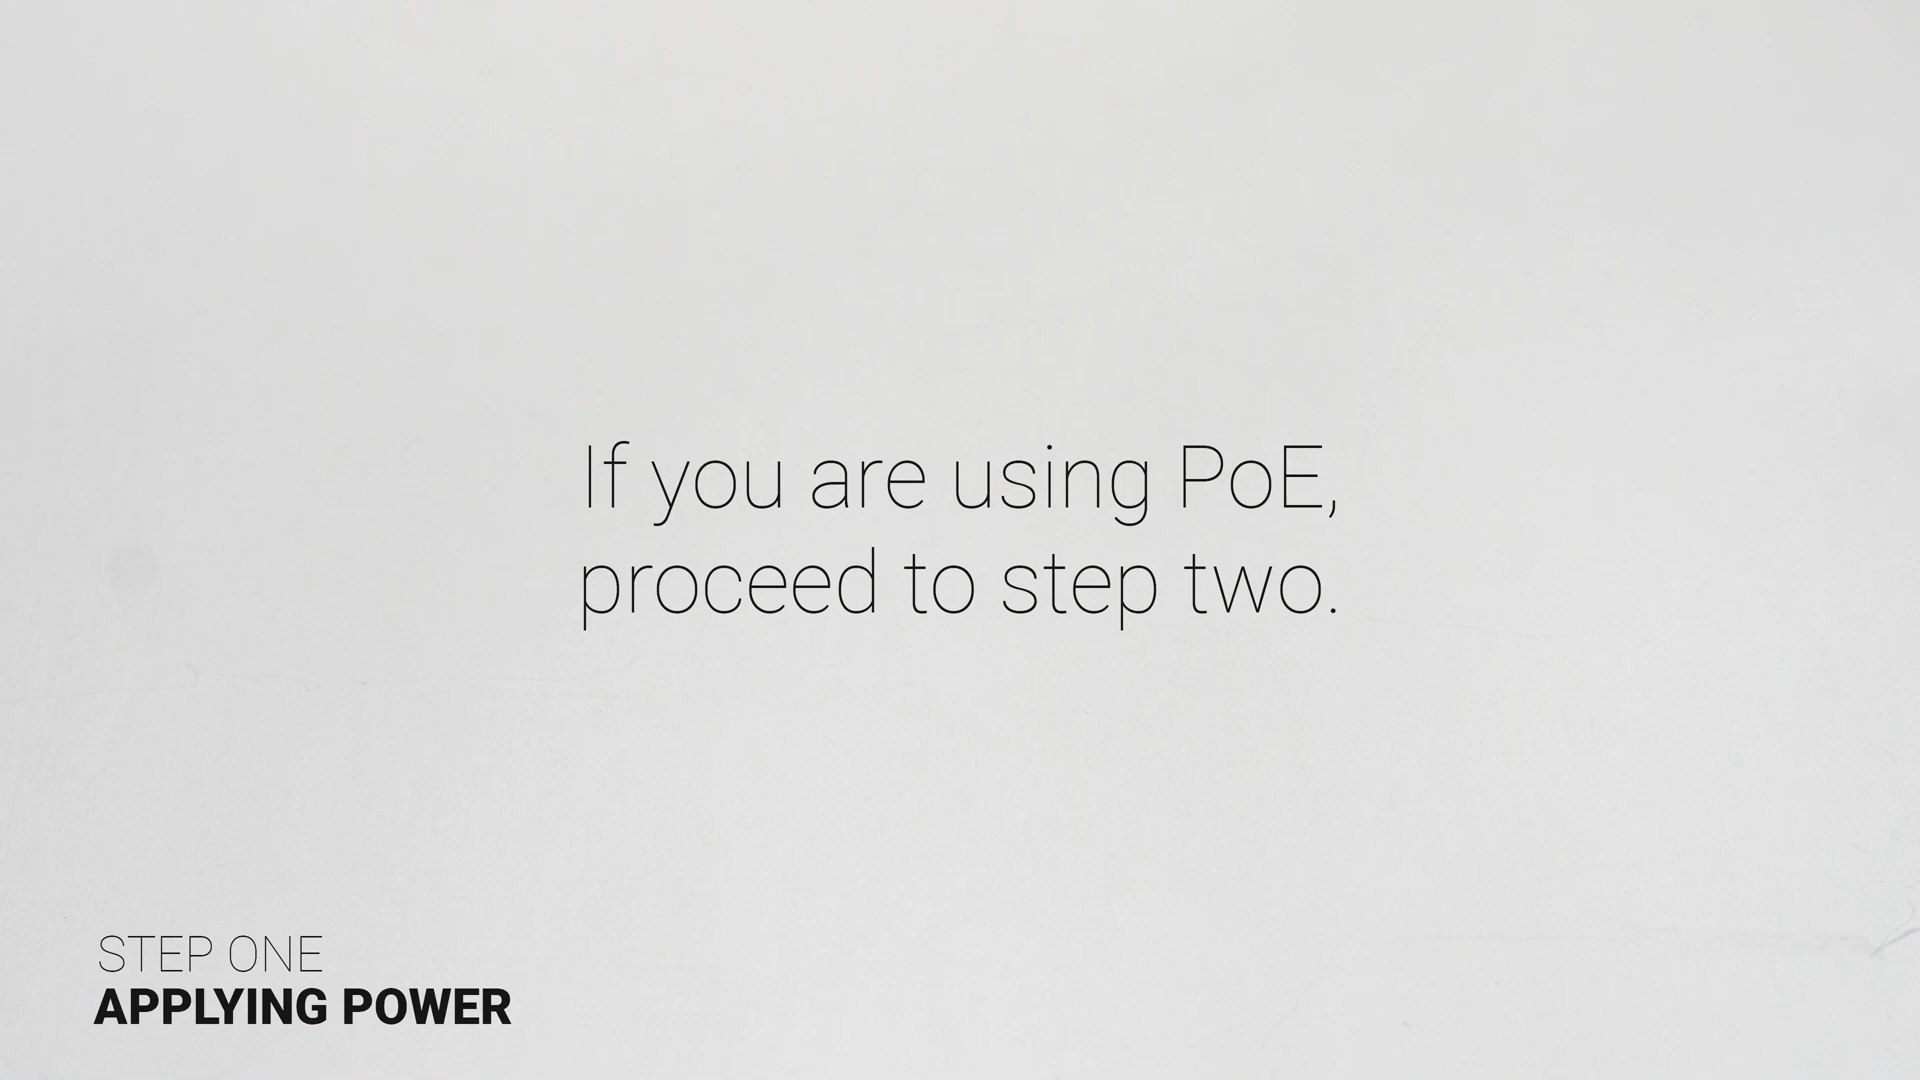 If you are using PoE,
proceed to step two.
STEP ONE
APPLYING POWER